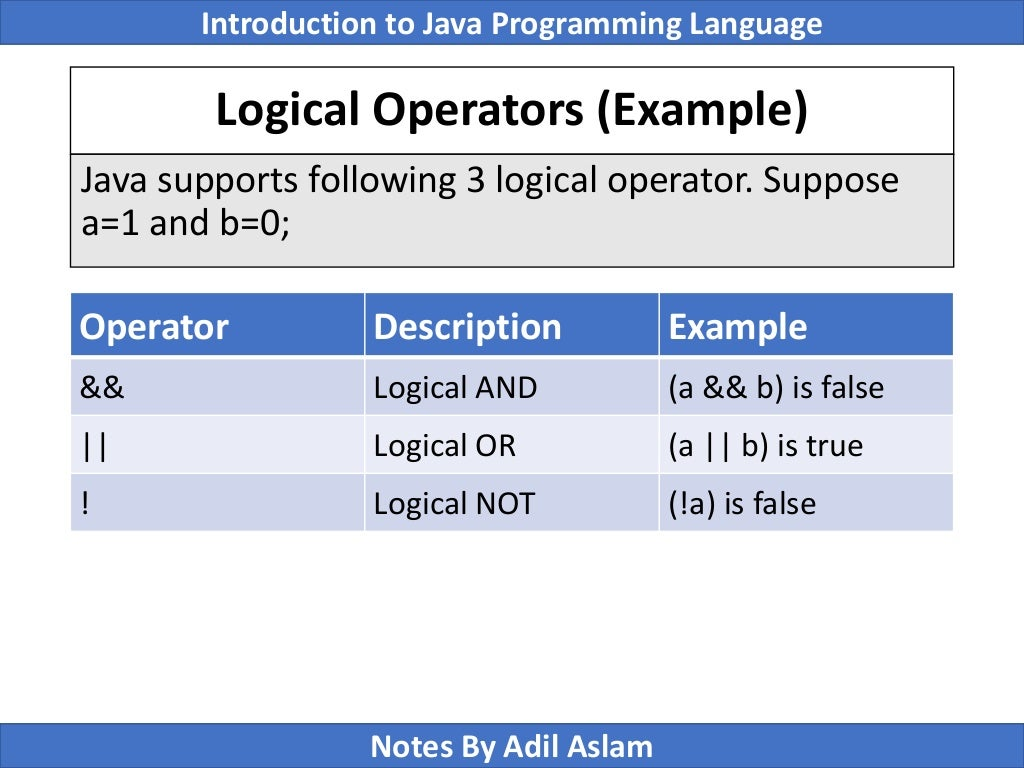 Introduction to Java Programming Language
Logical Operators (Example)
Java supports following 3 logical operator. Suppose
a=1 and b=0;
Operator Description Example
&& Logical AND (a && b) is false
|| Logical OR (a || b) is true
! Logical NOT (!a) is false
Notes By Adil Aslam